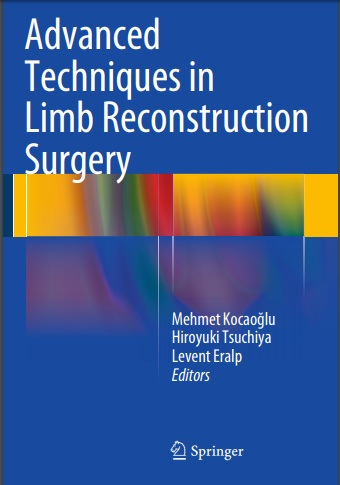 Advanced
Techniques in
Limb Reconstruction
Surgery
Mehmet Kocaoğlu
Hiroyuki Tsuchiya
Levent Eralp
Editors
Springer